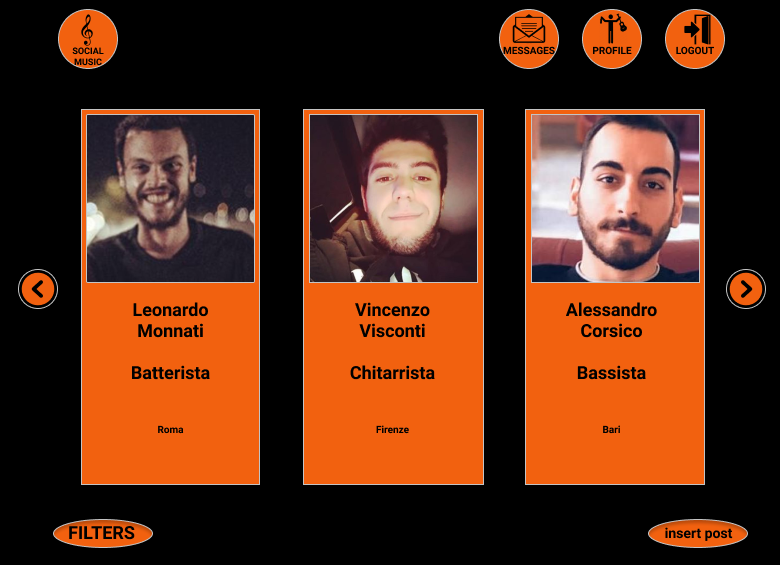 SOCIAL
MUSIC
MESSAGES
PROFILE
LOGOUT
Leonardo
Monnati
Batterista
Roma
Vincenzo
Visconti
Chitarrista
Firenze
Alessandro
Corsico
Bassista
Bari
FILTERS
insert post